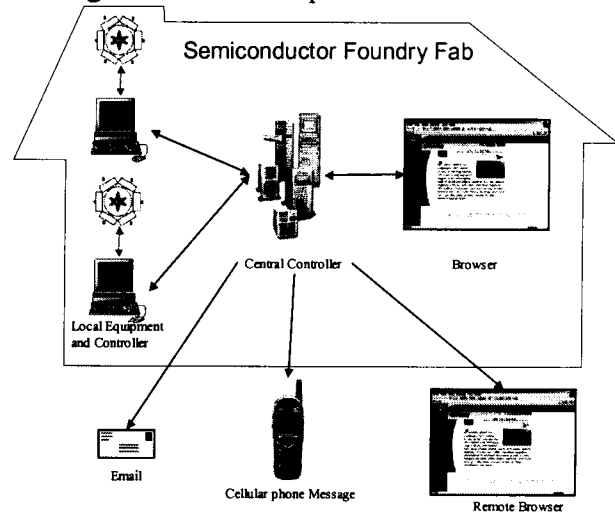 Semiconductor Foundry Fab
Central Controller
Browser
Local Equipment
and Controller
Email
Cellular phone Message
Remote Browser